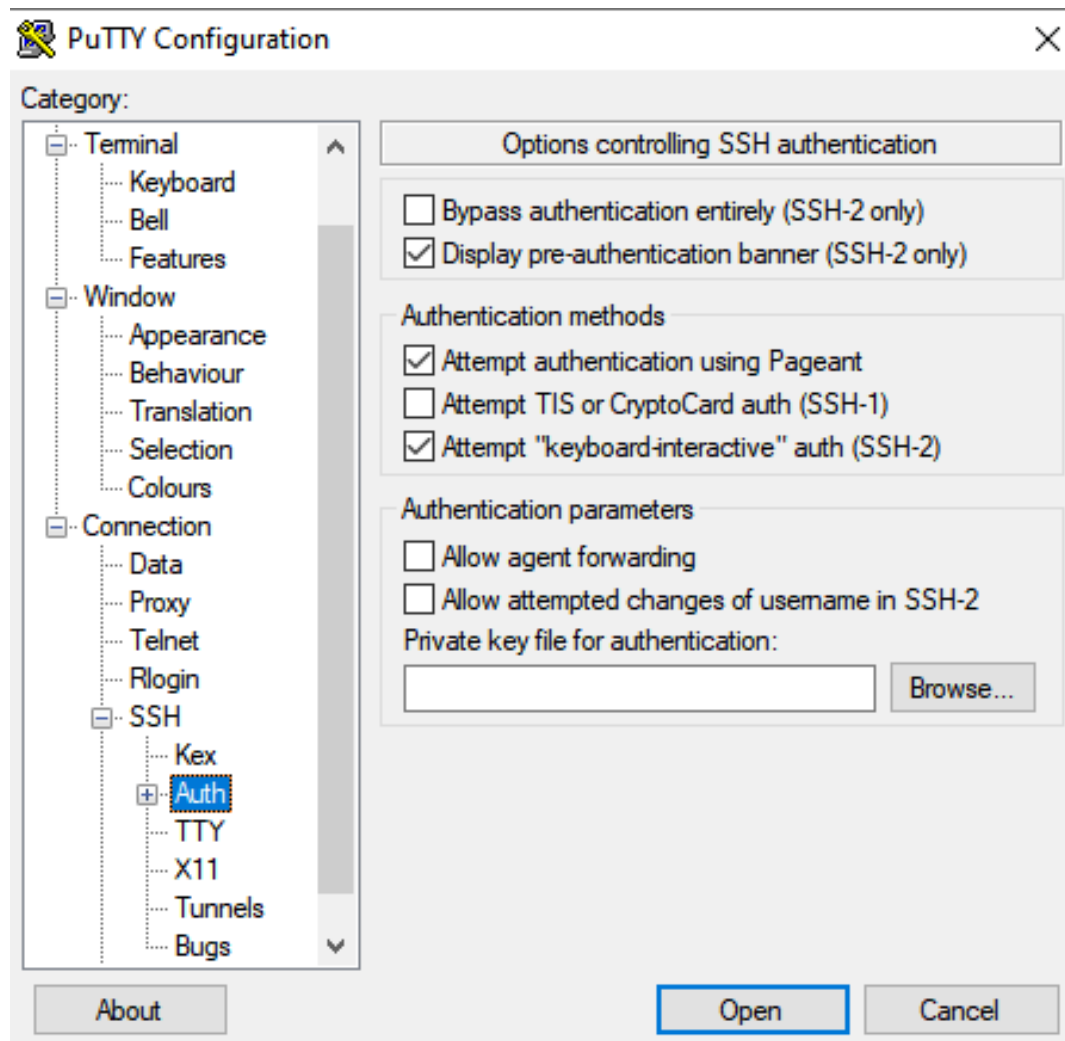 PuTTY Configuration
Category:
Terminal
Keyboard
Bell
Features
Window
Appearance
Behaviour
Translation
Selection
Colours
Connection
Data
Proxy
Telnet
Rlogin
SSH
Kex
Auth
TTY
X11
Tunnels
Bugs
Options controlling SSH authentication
Bypass authentication entirely (SSH-2 only)
Display pre-authentication banner (SSH-2 only)
Authentication methods
Attempt authentication using Pageant
Attempt TIS or CryptoCard auth (SSH-1)
Attempt "keyboard-interactive" auth (SSH-2)
Authentication parameters
Allow agent forwarding
Allow attempted changes of username in SSH-2
Private key file for authentication:
Browse...
About
Open
Cancel